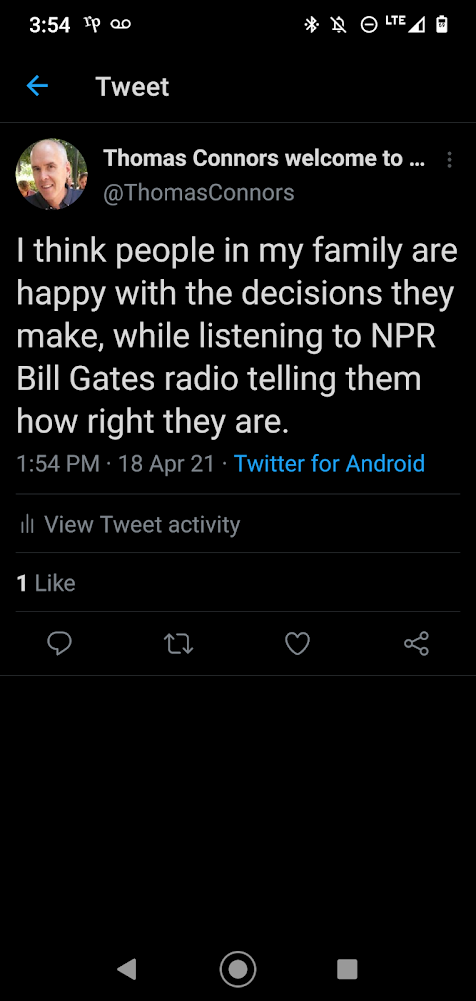 3:54 rp LTE
Tweet
Thomas Connors welcome to ...
@ThomasConnors
I think people in my family are
happy with the decisions they
make, while listening to NPR
Bill Gates radio telling them
how right they are.
1:54 PM · 18 Apr 21 · Twitter for Android
View Tweet activity
1 Like